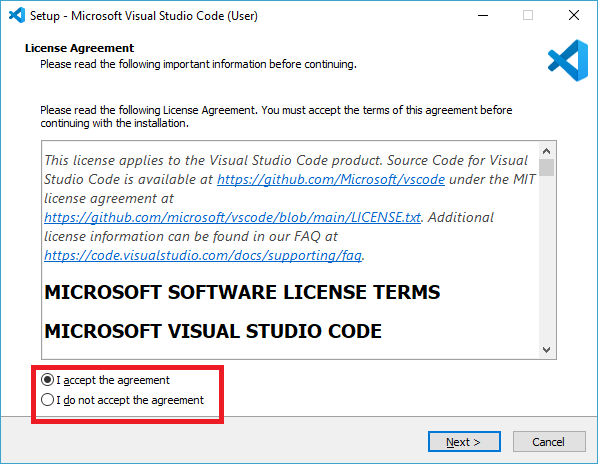 Setup - Microsoft Visual Studio Code (User)
License Agreement
Please read the following important information before continuing.
Please read the following License Agreement. You must accept the terms of this agreement before
continuing with the installation.
This license applies to the Visual Studio Code product. Source Code for Visual
Studio Code is available at https://github.com/Microsoft/vscode under the MIT
license agreement at
https://github.com/microsoft/vscode/blob/main/LICENSE.txt. Additional
license information can be found in our FAQ at
https://code.visualstudio.com/docs/supporting/faq.
MICROSOFT SOFTWARE LICENSE TERMS
MICROSOFT VISUAL STUDIO CODE
I accept the agreement
I do not accept the agreement
Next >
Cancel